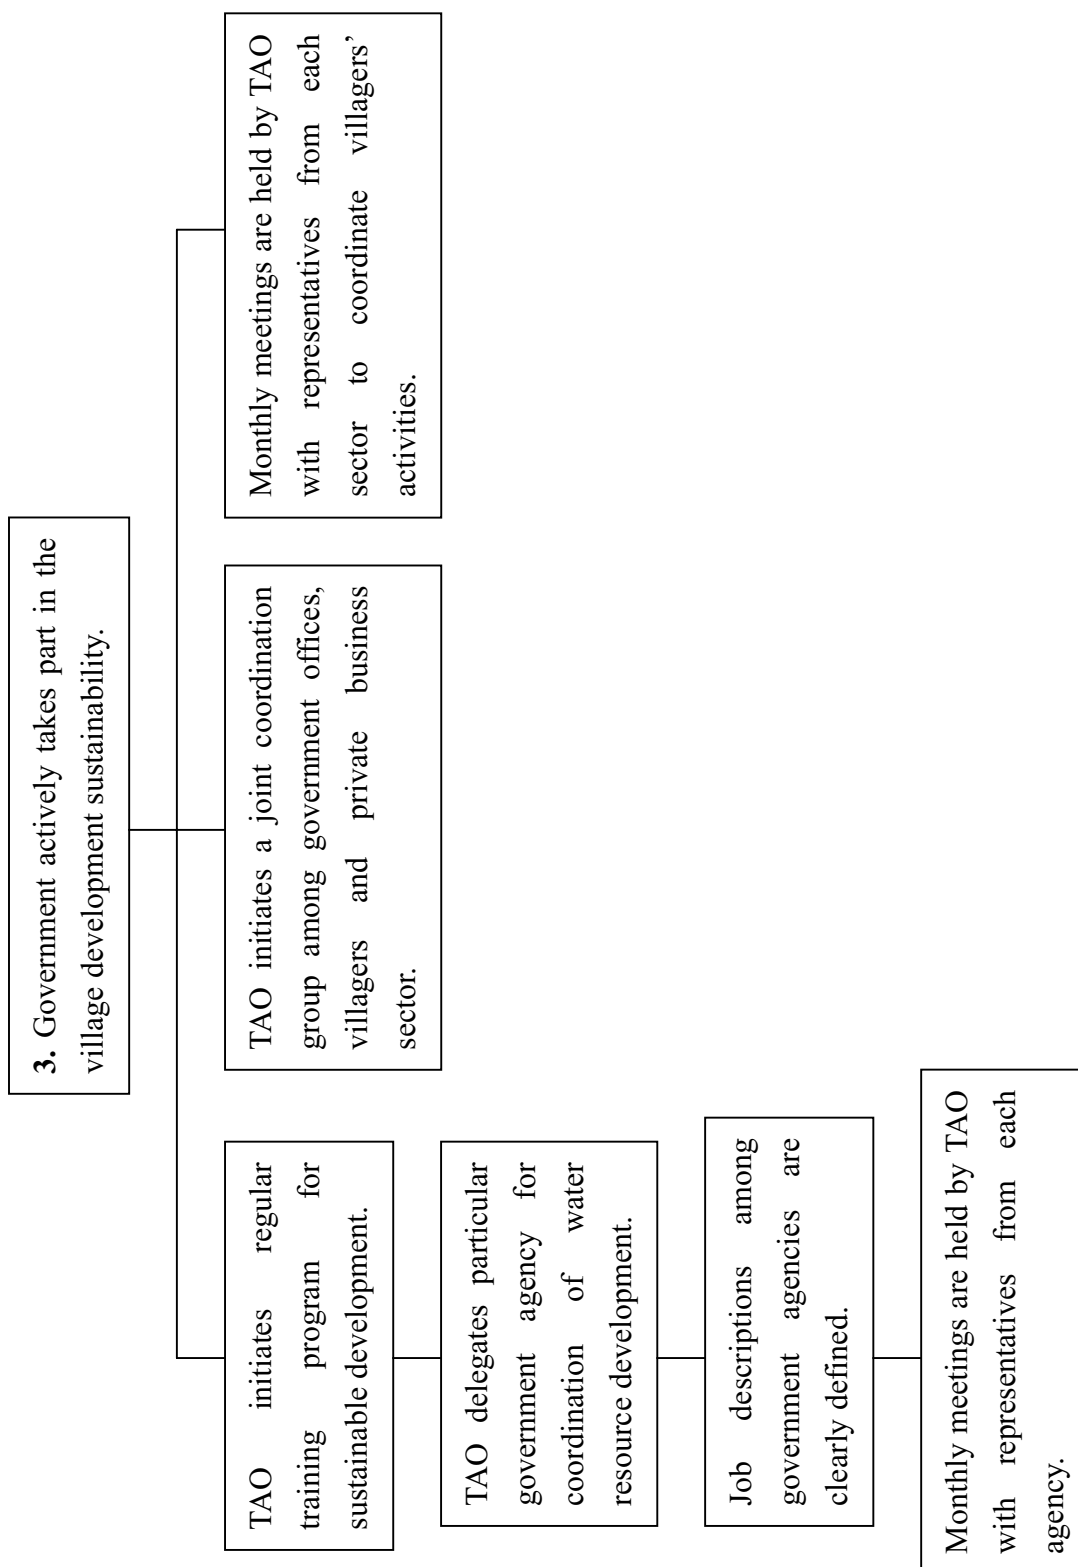 3. Government actively takes part in the
village development sustainability.
TAO initiates regular
training program for
sustainable development.
TAO delegates particular
government agency for
coordination of water
resource development.
Job descriptions among
government agencies are
clearly defined.
Monthly meetings are held by TAO
with representatives from each
agency.
TAO initiates a joint coordination
group among government offices,
villagers and private business
sector.
Monthly meetings are held by TAO
with representatives from each
sector to coordinate villagers’
activities.